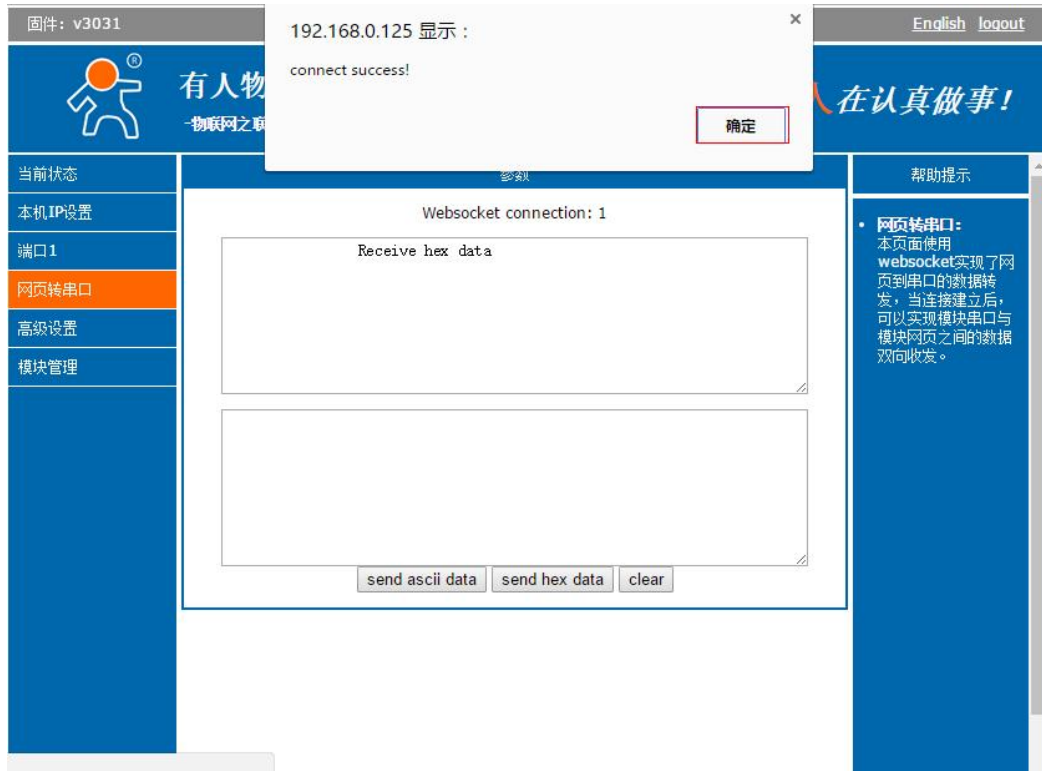 固件：v3031
English logout
192.168.0.125 显示：
×
connect success!
确定
®
有人物
-物联网之联
人在认真做事！
当前状态
本机IP设置
端口1
网页转串口
高级设置
模块管理
参数
Websocket connection: 1
Receive hex data
send ascii data
send hex data
clear
帮助提示
• 网页转串口：
本页面使用
websocket实现了网
页到串口的数据转
发，当连接建立后，
可以实现模块串口与
模块网页之间的数据
双向收发。